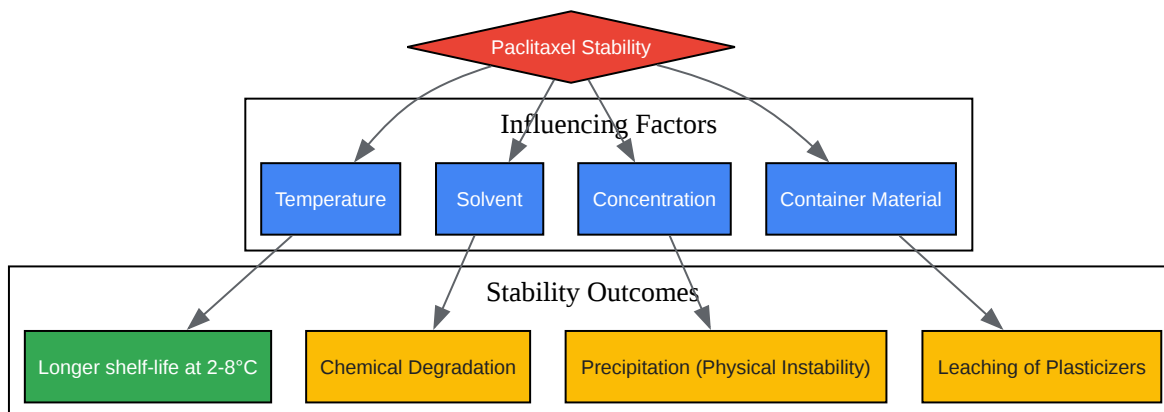 Paclitaxel Stability
Influencing Factors
Temperature
Solvent
Concentration
Container Material
Stability Outcomes
Longer shelf-life at 2-8°C
Chemical Degradation
Precipitation (Physical Instability)
Leaching of Plasticizers